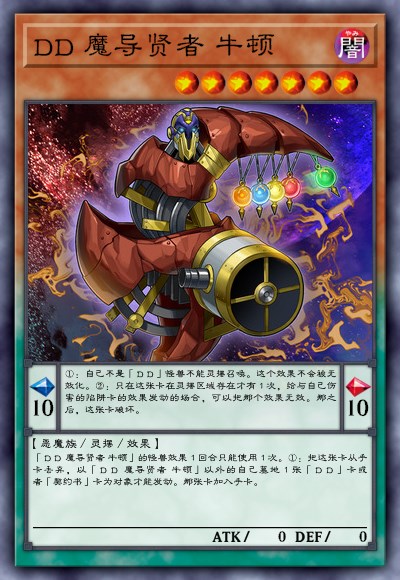 DD 魔导贤者 牛顿
やみ
闇
①:自己不是「DD」怪兽不能灵摆召唤。这个效果不会被无
效化。②:只在这张卡在灵摆区域存在才有1次,给与自己伤
害的陷阱卡的效果发动的场合,可以把那个效果无效。那之
后,这张卡破坏。
10
10
【恶魔族/灵摆/效果】
「DD 魔导贤者 牛顿」的怪兽效果1回合只能使用1次。①:把这张卡从手
卡丢弃,以「DD 魔导贤者 牛顿」以外的自己墓地1张「DD」卡或
者「契约书」卡为对象才能发动。那张卡加入手卡。
ATK/ 0 DEF/ 0